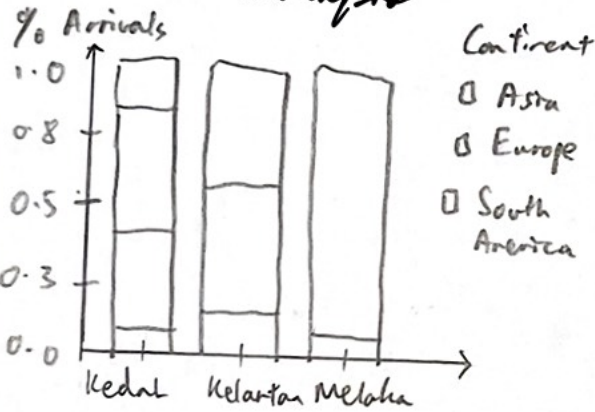 % Arrivals
1.0
0.8
0.5
0.3
0.0
Kedah Kelantan Melaka
Continent
Asia
Europe
South
America